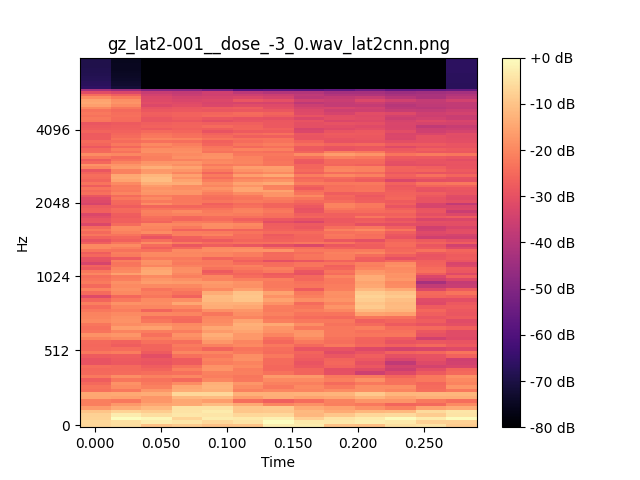 gz_lat2-001__dose_-3_0.wav_lat2cnn.png
+0 dB
-10 dB
-20 dB
-30 dB
-40 dB
-50 dB
-60 dB
-70 dB
-80 dB
4096
2048
1024
512
0
Hz
0.000 0.050 0.100 0.150 0.200 0.250
Time